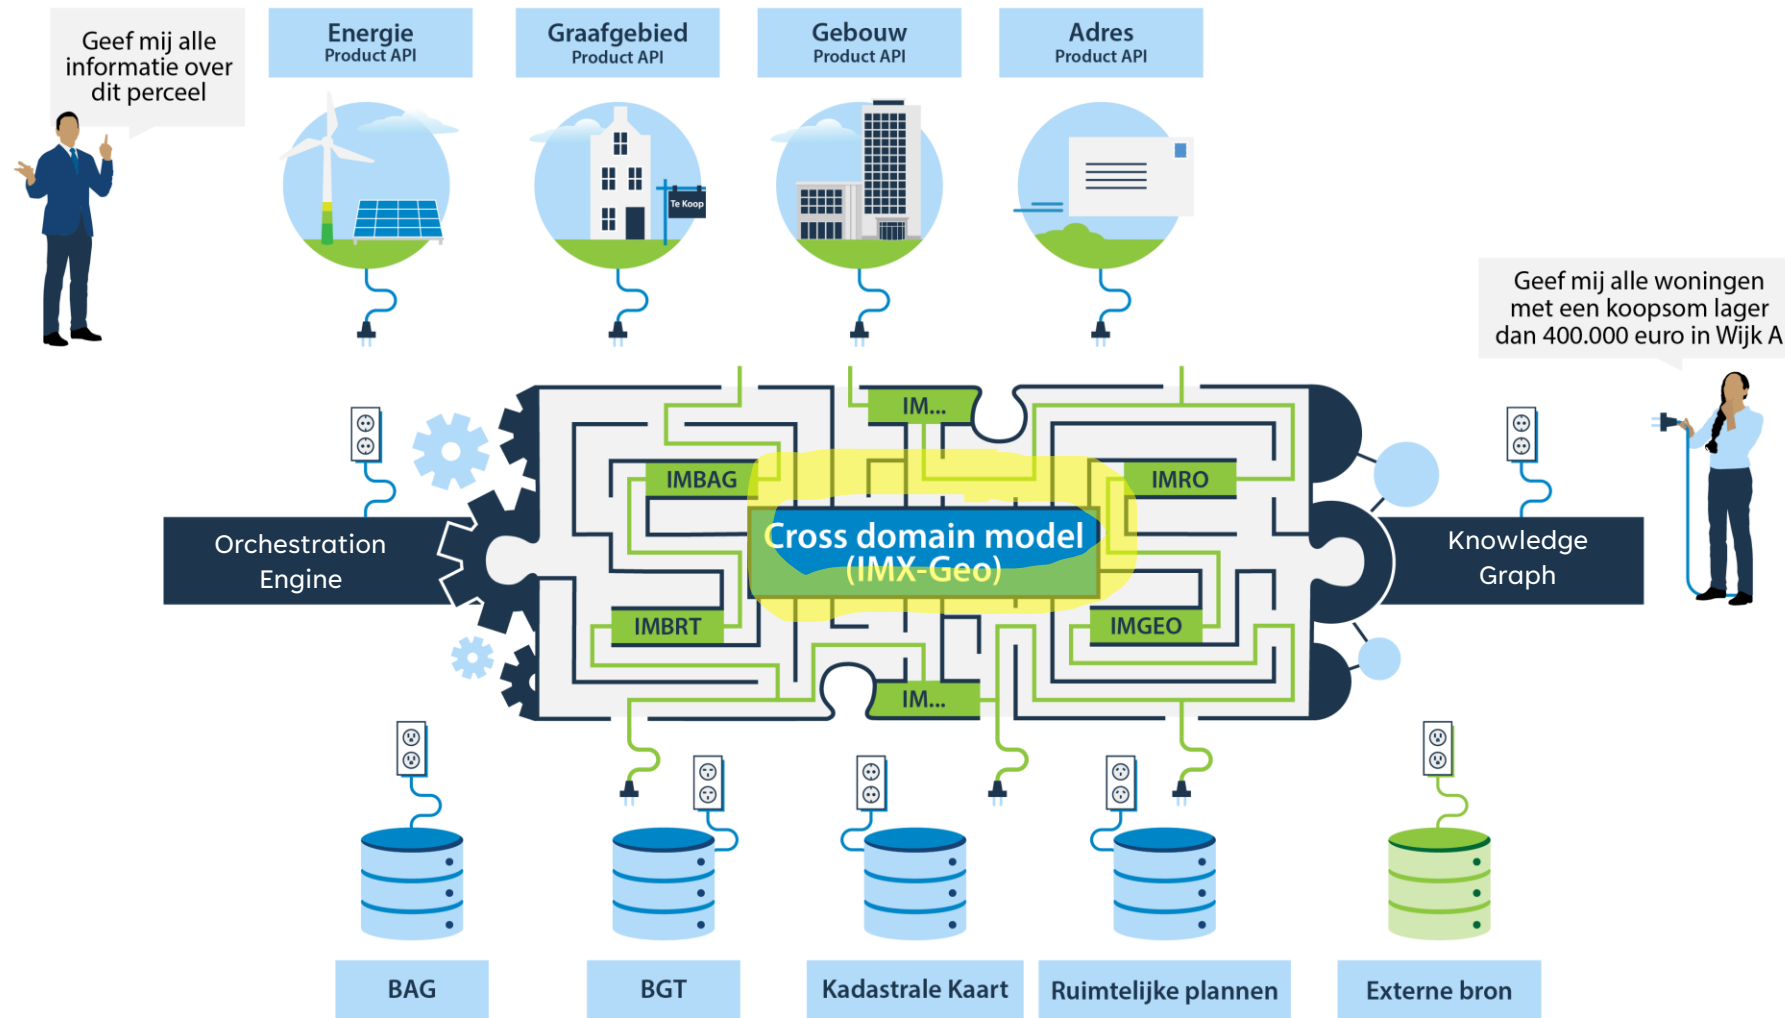 Geef mij alle
informatie over
dit perceel
Energie
Product API
Graafgebied
Product API
Gebouw
Product API
Adres
Product API
Te Koop
Geef mij alle woningen
met een koopsom lager
dan 400.000 euro in Wijk A
IM...
IMBAG
IMRO
Cross domain model
(IMX-Geo)
Orchestration
Engine
Knowledge
Graph
IMBRT
IMGEO
IM...
BAG
BGT
Kadastrale Kaart
Ruimtelijke plannen
Externe bron